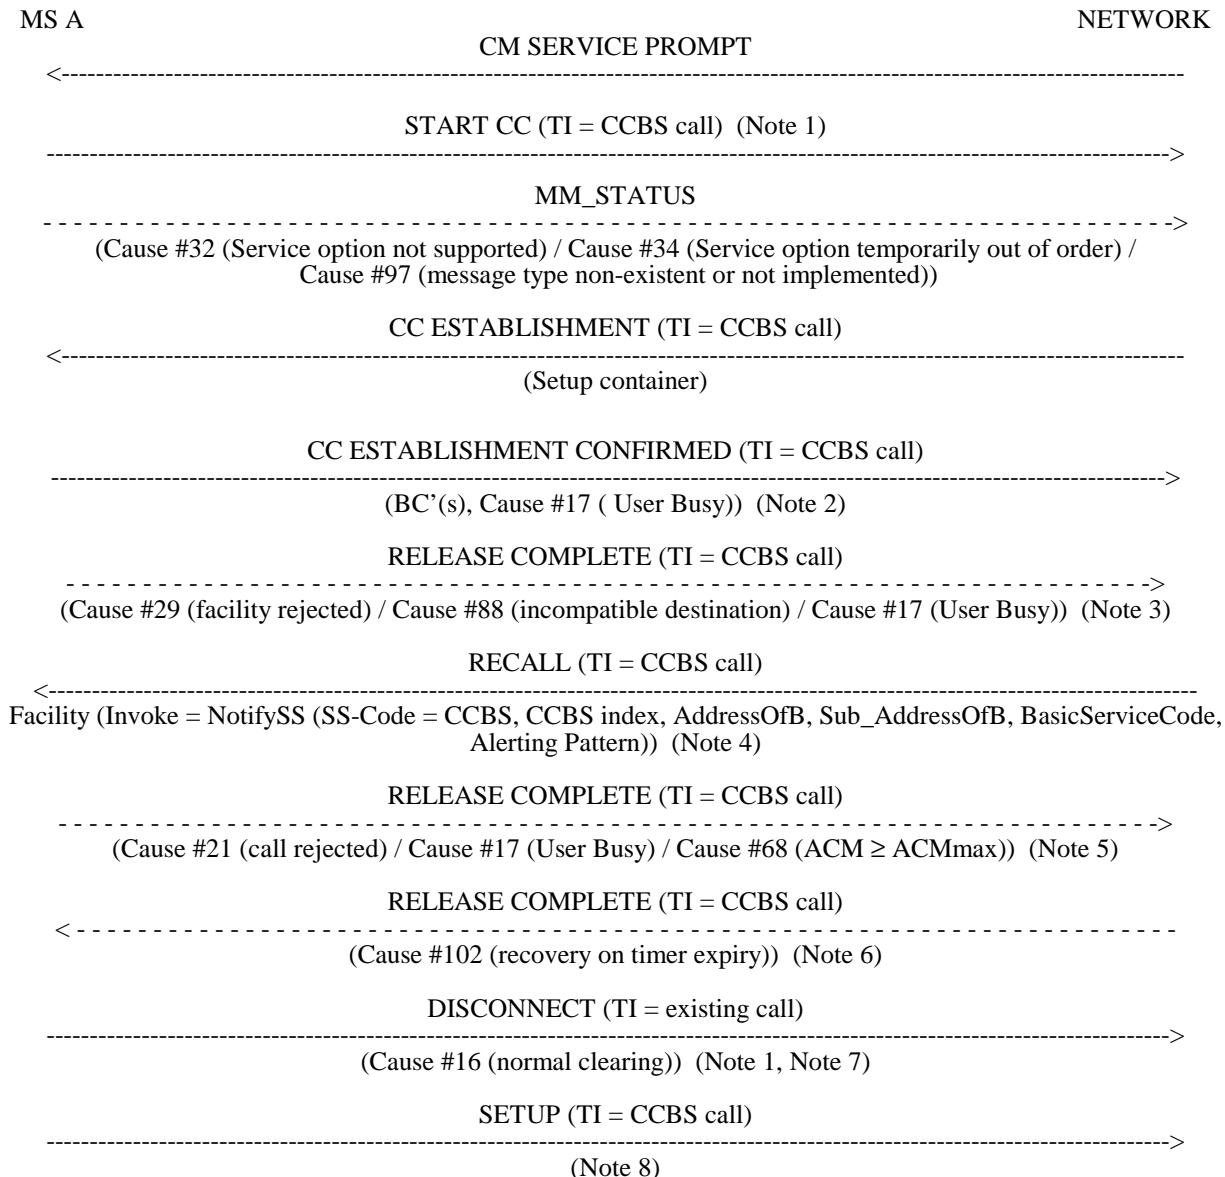 MS A NETWORK
CM SERVICE PROMPT
START CC (TI = CCBS call) (Note 1)
MM_STATUS
(Cause #32 (Service option not supported) / Cause #34 (Service option temporarily out of order) /
Cause #97 (message type non-existent or not implemented))
CC ESTABLISHMENT (TI = CCBS call)
(Setup container)
CC ESTABLISHMENT CONFIRMED (TI = CCBS call)
(BC’(s), Cause #17 ( User Busy)) (Note 2)
RELEASE COMPLETE (TI = CCBS call)
(Cause #29 (facility rejected) / Cause #88 (incompatible destination) / Cause #17 (User Busy)) (Note 3)
RECALL (TI = CCBS call)
Facility (Invoke = NotifySS (SS-Code = CCBS, CCBS index, AddressOfB, Sub_AddressOfB, BasicServiceCode,
Alerting Pattern)) (Note 4)
RELEASE COMPLETE (TI = CCBS call)
(Cause #21 (call rejected) / Cause #17 (User Busy) / Cause #68 (ACM ≥ ACMmax)) (Note 5)
RELEASE COMPLETE (TI = CCBS call)
(Cause #102 (recovery on timer expiry)) (Note 6)
DISCONNECT (TI = existing call)
(Cause #16 (normal clearing)) (Note 1, Note 7)
SETUP (TI = CCBS call)
(Note 8)